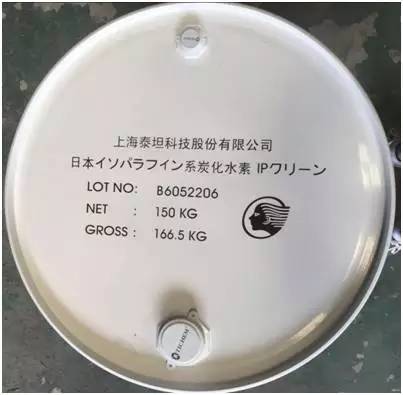 上海泰坦科技股份有限公司
日本イソパラフイン系炭化水素 IPクリーン
LOT NO: B6052206
NET : 150 KG
GROSS : 166.5 KG
TICHEM